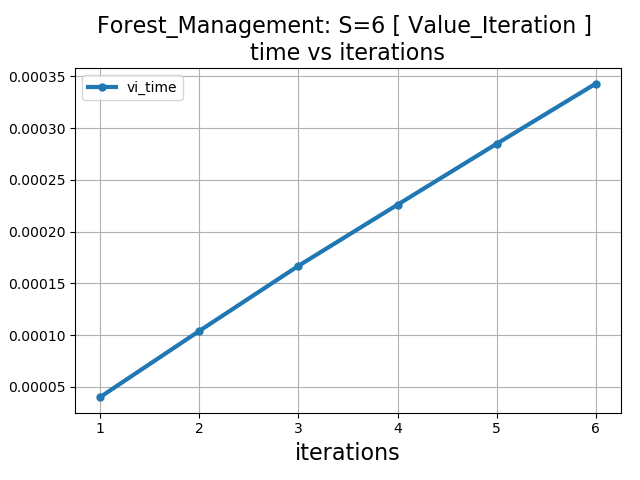 Forest_Management: S=6 [ Value_Iteration ]
time vs iterations
vi_time
0.00035
0.00030
0.00025
0.00020
0.00015
0.00010
0.00005
1 2 3 4 5 6
iterations